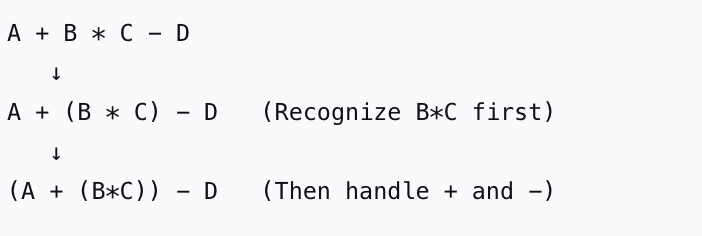 A + B * C − D
↓
A + (B * C) − D (Recognize B*C first)
↓
(A + (B*C)) − D (Then handle + and −)